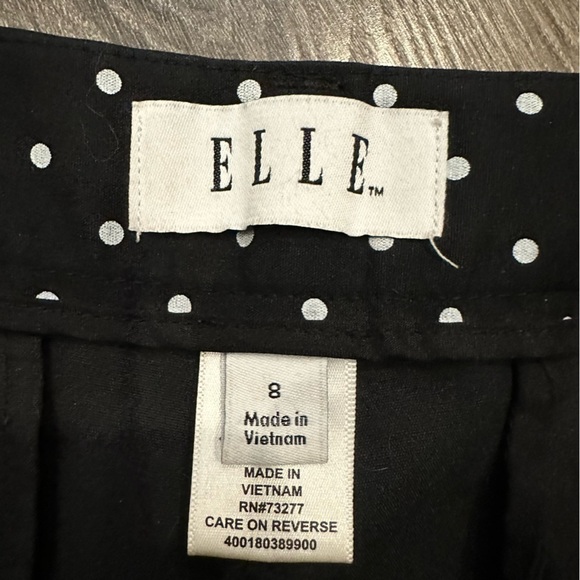 ELLE™
8
Made in
Vietnam
MADE IN
VIETNAM
RN#73277
CARE ON REVERSE
400180389900